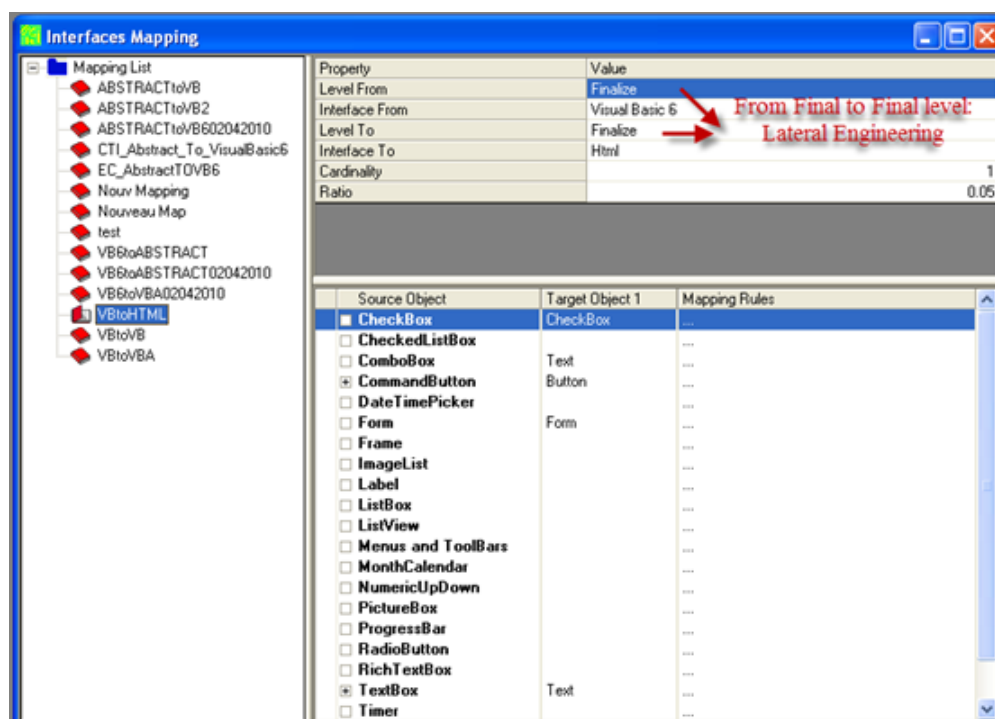 Interfaces Mapping
Mapping List
ABSTRACTtoVB
ABSTRACTtoVB2
ABSTRACTtoVB602042010
CTI_Abstract_To_VisualBasic6
EC_AbstractTOVB6
Nouv Mapping
Nouveau Map
test
VB6toABSTRACT
VB6toABSTRACT02042010
VB6toVBA02042010
VBtoHTML
VBtoVB
VBtoVBA
Property Value
Level From Finalize
Interface From Visual Basic 6
Level To Finalize
Interface To Html
Cardinality 1
Ratio 0.05
From Final to Final level:
Lateral Engineering
Source Object Target Object 1 Mapping Rules
CheckBox CheckBox ...
CheckedListBox ...
ComboBox Text ...
CommandButton Button ...
DateTimePicker ...
Form Form ...
Frame ...
ImageList ...
Label ...
ListBox ...
ListView ...
Menus and ToolBars ...
MonthCalendar ...
NumericUpDown ...
PictureBox ...
ProgressBar ...
RadioButton ...
RichTextBox ...
TextBox Text ...
Timer ...